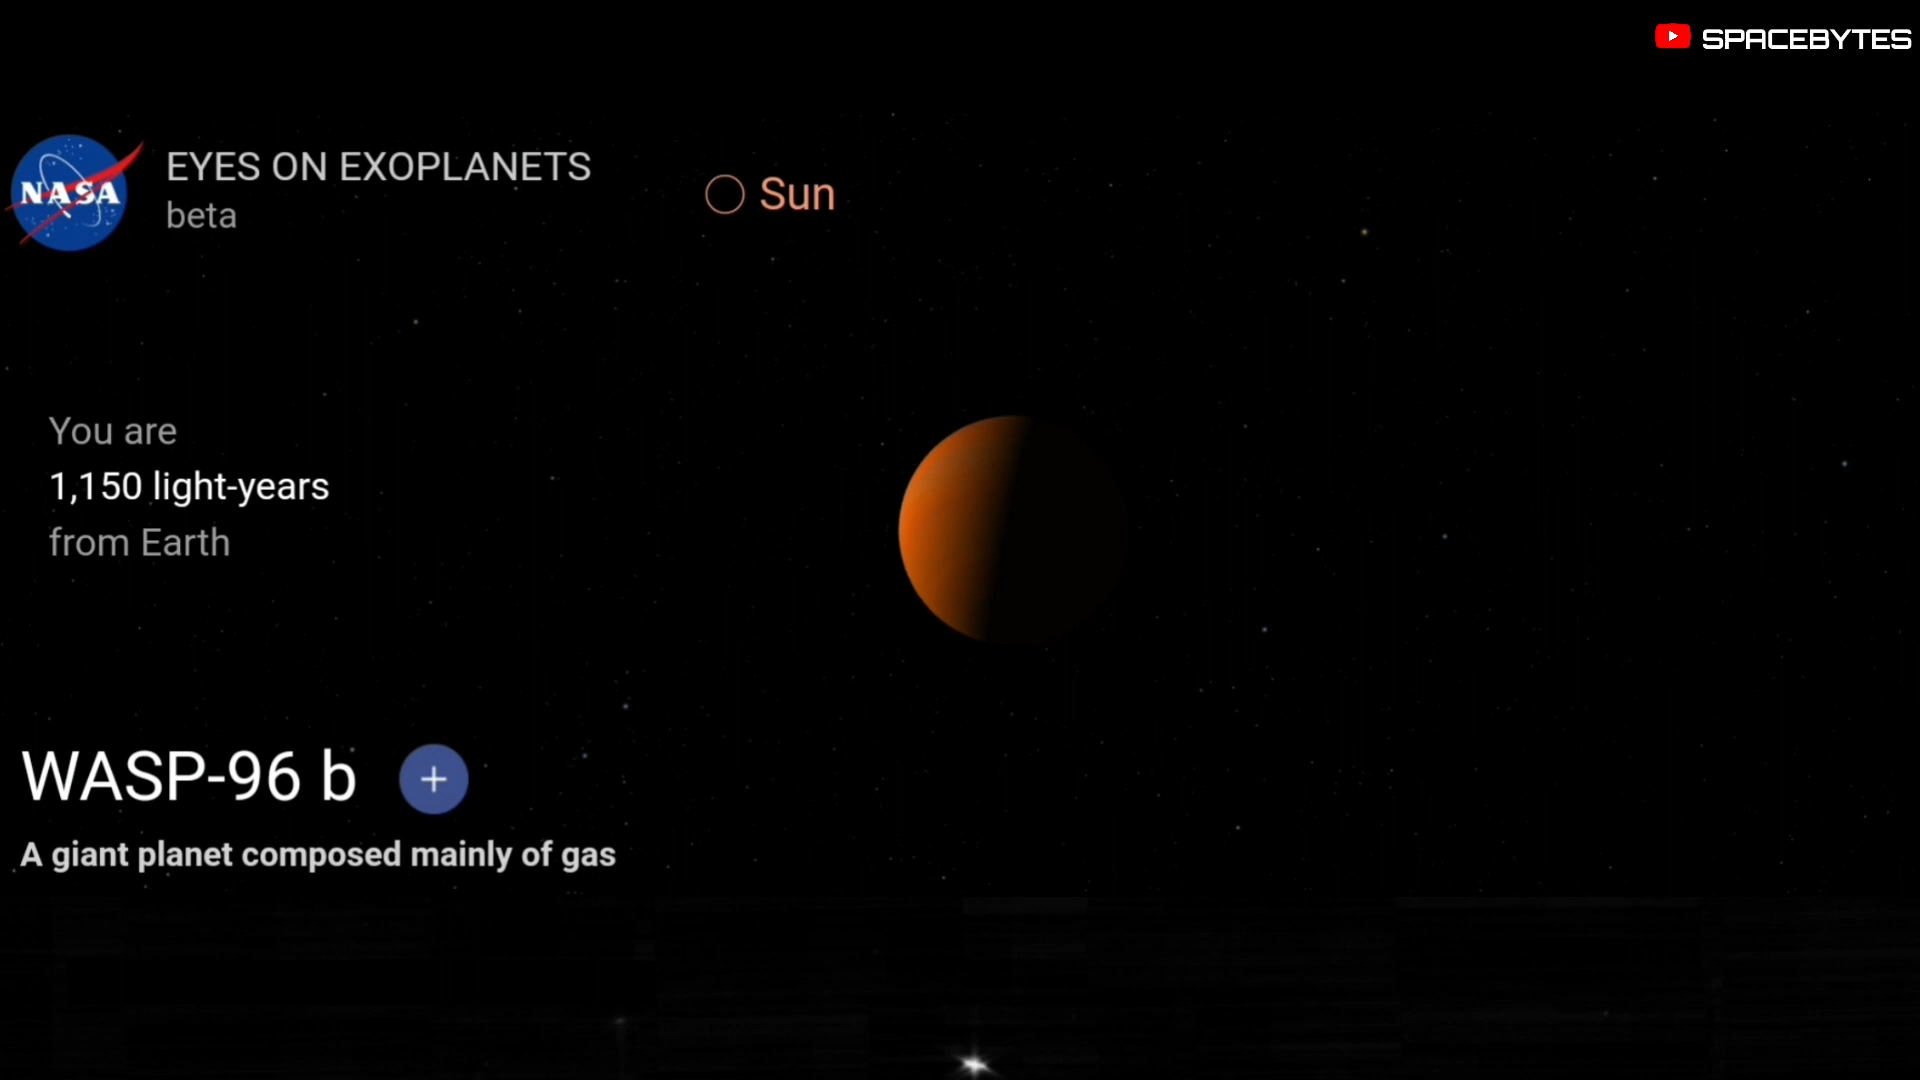 SPACEBYTES
NASA
EYES ON EXOPLANETS
beta
Sun
You are
1,150 light-years
from Earth
WASP-96 b
+
A giant planet composed mainly of gas